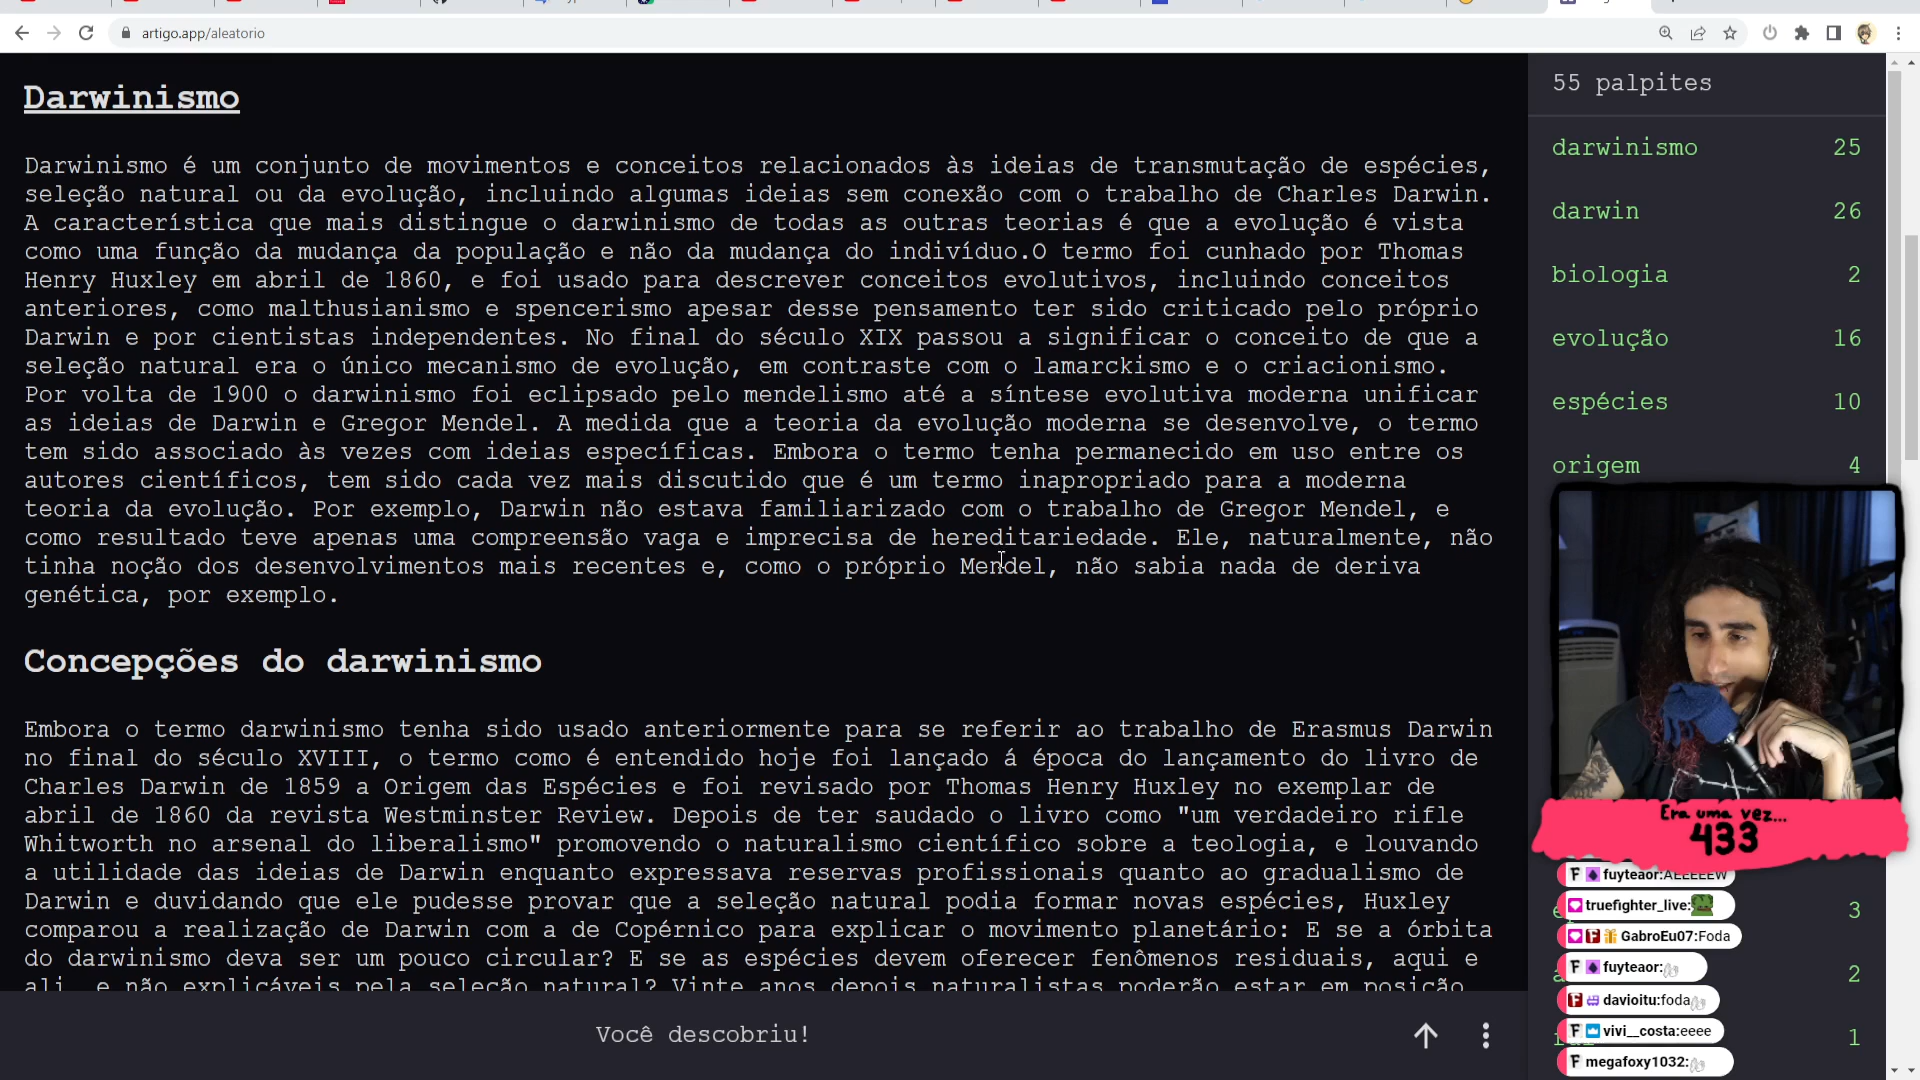 artigo.app/aleatorio
Darwinismo
Darwinismo é um conjunto de movimentos e conceitos relacionados às ideias de transmutação de espécies,
seleção natural ou da evolução, incluindo algumas ideias sem conexão com o trabalho de Charles Darwin.
A característica que mais distingue o darwinismo de todas as outras teorias é que a evolução é vista
como uma função da mudança da população e não da mudança do indivíduo.O termo foi cunhado por Thomas
Henry Huxley em abril de 1860, e foi usado para descrever conceitos evolutivos, incluindo conceitos
anteriores, como malthusianismo e spencerismo apesar desse pensamento ter sido criticado pelo próprio
Darwin e por cientistas independentes. No final do século XIX passou a significar o conceito de que a
seleção natural era o único mecanismo de evolução, em contraste com o lamarckismo e o criacionismo.
Por volta de 1900 o darwinismo foi eclipsado pelo mendelismo até a síntese evolutiva moderna unificar
as ideias de Darwin e Gregor Mendel. A medida que a teoria da evolução moderna se desenvolve, o termo
tem sido associado às vezes com ideias específicas. Embora o termo tenha permanecido em uso entre os
autores científicos, tem sido cada vez mais discutido que é um termo inapropriado para a moderna
teoria da evolução. Por exemplo, Darwin não estava familiarizado com o trabalho de Gregor Mendel, e
como resultado teve apenas uma compreensão vaga e imprecisa de hereditariedade. Ele, naturalmente, não
tinha noção dos desenvolvimentos mais recentes e, como o próprio Mendel, não sabia nada de deriva
genética, por exemplo.
Concepções do darwinismo
Embora o termo darwinismo tenha sido usado anteriormente para se referir ao trabalho de Erasmus Darwin
no final do século XVIII, o termo como é entendido hoje foi lançado á época do lançamento do livro de
Charles Darwin de 1859 a Origem das Espécies e foi revisado por Thomas Henry Huxley no exemplar de
abril de 1860 da revista Westminster Review. Depois de ter saudado o livro como "um verdadeiro rifle
Whitworth no arsenal do liberalismo" promovendo o naturalismo científico sobre a teologia, e louvando
a utilidade das ideias de Darwin enquanto expressava reservas profissionais quanto ao gradualismo de
Darwin e duvidando que ele pudesse provar que a seleção natural podia formar novas espécies, Huxley
comparou a realização de Darwin com a de Copérnico para explicar o movimento planetário: E se a órbita
do darwinismo deva ser um pouco circular? E se as espécies devem oferecer fenômenos residuais, aqui e
ali, e não explicáveis pela seleção natural? Vinte anos depois naturalistas poderão estar em posição
Você descobriu!
55 palpites
darwinismo 25
darwin 26
biologia 2
evolução 16
espécies 10
origem 4
Era uma vez...
433
fuyteaor:AEEEEEW
truefighter_live:
3
GabroEu07:Foda
fuyteaor:
2
davioitu:foda
vivi__costa:eeee
1
megafoxy1032: